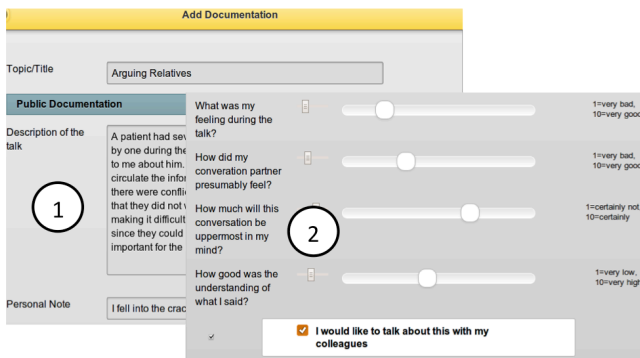 Add Documentation
Topic/Title
Arguing Relatives
Public Documentation
Description of the
talk
A patient had
by one during the
to me about him.
circulate the
there were
that they did not
making it difficult
since they could
important for the
1
Personal Note
I fell into the
What was my
feeling during the
talk?
1=very bad,
10=very good
How did my
converation partner
presumably feel?
1=very bad,
10=very good
How much will this
conversation be
uppermost in my
mind?
1=certainly not
10=certainly
2
How good was the
understanding of
what I said?
1=very low,
10=very high
I would like to talk about this with my
colleagues